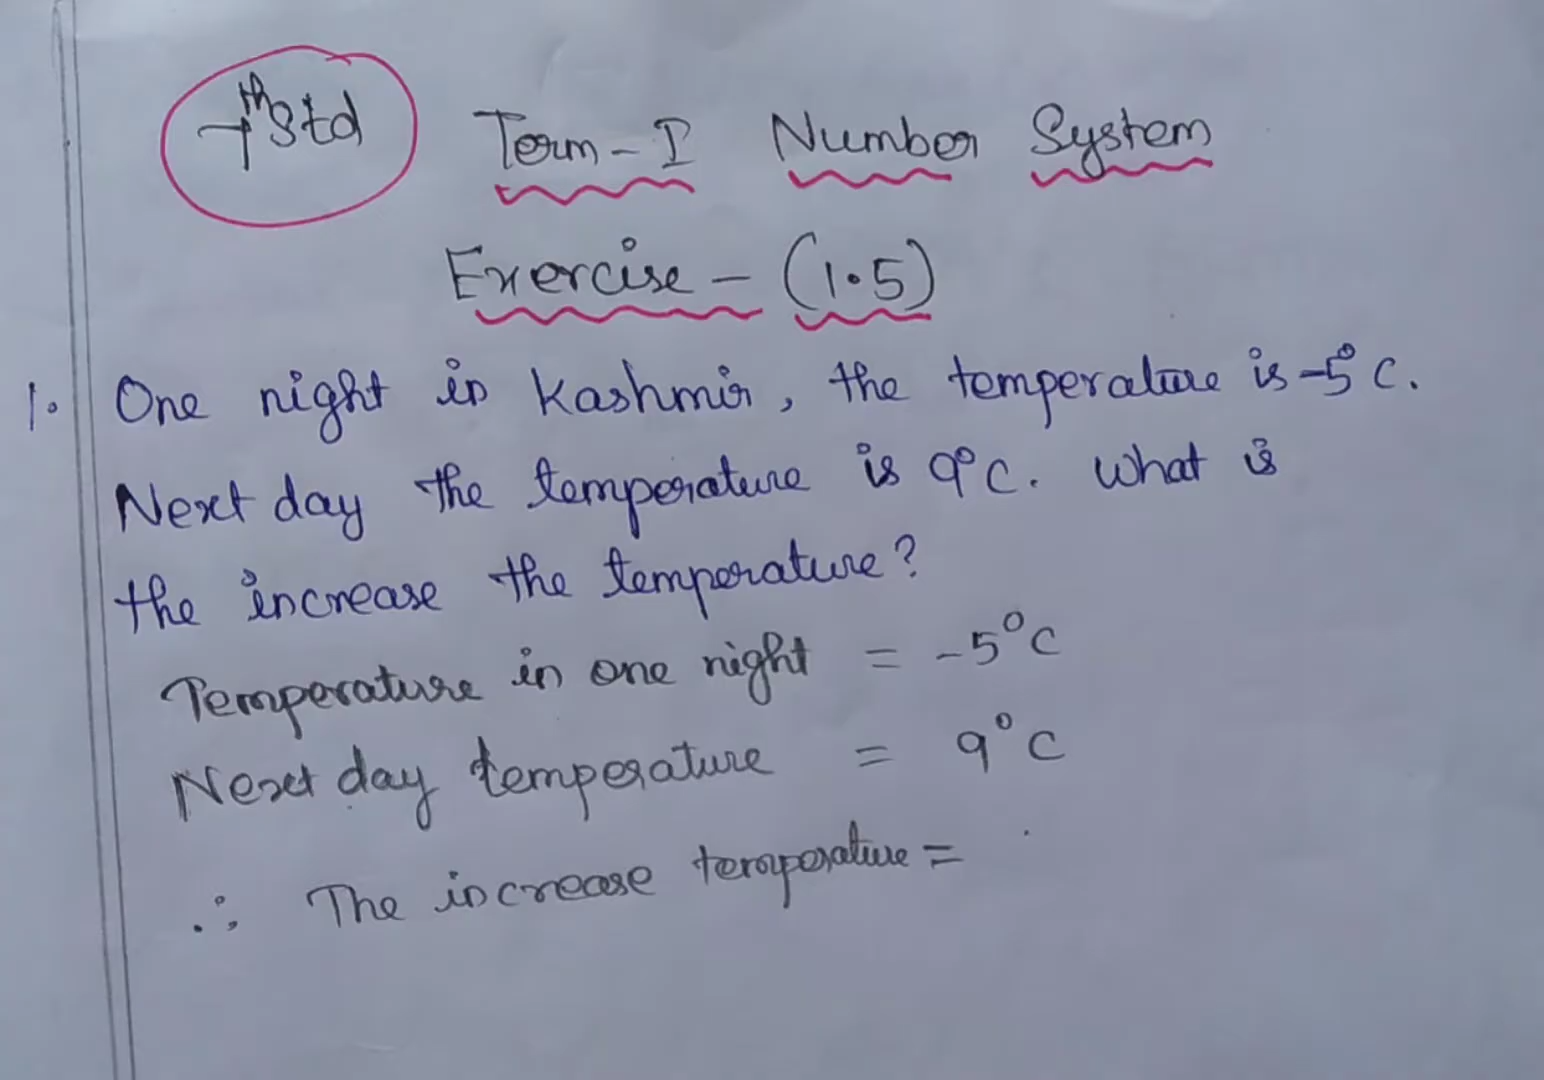 7th Std Term-I Number System
Exercise - (1.5)
1. One night in Kashmir, the temperature is -5°C.
Next day the temperature is 9°C. What is
the increase the temperature?
Temperature in one night = -5°C
Next day temperature = 9°C
∴ The increase temperature =